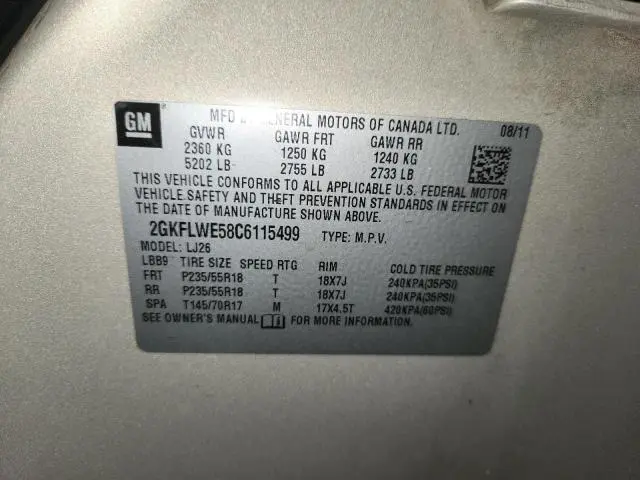 GM
MFD BY GENERAL MOTORS OF CANADA LTD. 08/11
GVWR GAWR FRT GAWR RR
2360 KG 1250 KG 1240 KG
5202 LB 2755 LB 2733 LB
THIS VEHICLE CONFORMS TO ALL APPLICABLE U.S. FEDERAL MOTOR
VEHICLE SAFETY AND THEFT PREVENTION STANDARDS IN EFFECT
ON THE DATE OF MANUFACTURE SHOWN ABOVE.
2GKFLWE58C6115499 TYPE: M.P.V.
MODEL: LJ26
LBB9 TIRE SIZE SPEED RTG RIM COLD TIRE PRESSURE
FRT P235/55R18 T 18X7J 240KPA(35PSI)
RR P235/55R18 T 18X7J 240KPA(35PSI)
SPA T145/70R17 M 17X4.5T 420KPA(60PSI)
SEE OWNER'S MANUAL FOR MORE INFORMATION.